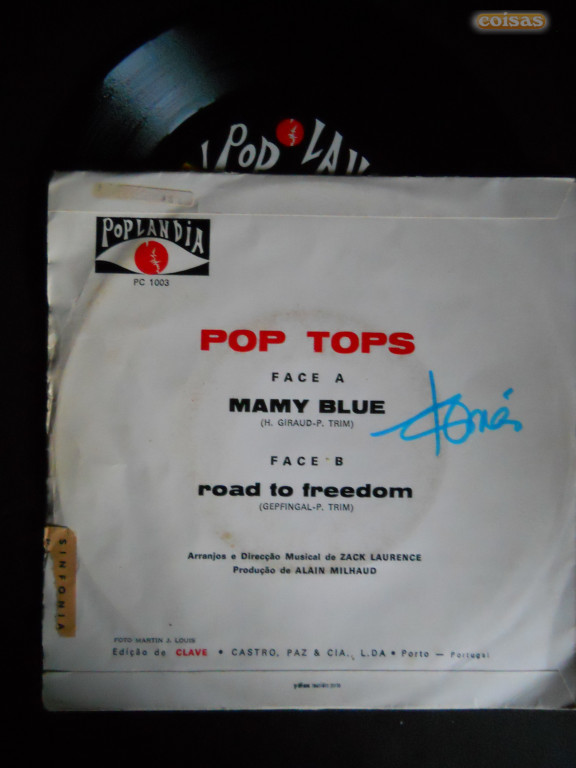 coisas
POPLANDIA
POPLANDIA
PC 1003
POP TOPS
FACE A
MAMY BLUE
(H. GIRAUD-P. TRIM)
Tomás
FACE B
road to freedom
(GEPFINGAL-P. TRIM)
Arranjos e Direcção Musical de ZACK LAURENCE
Produção de ALAIN MILHAUD
SINFONIA
FOTO MARTIN J. LOUIS
Edição de CLAVE • CASTRO, PAZ & CIA., L.DA • Porto — Portugal